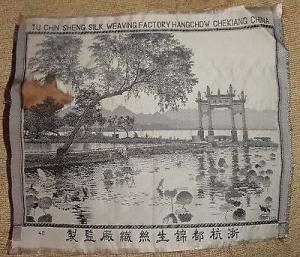 TU CHIN SHENG SILK WEAVING FACTORY HANGCHOW CHEKIANG CHINA
製監廠織絲生錦都杭浙